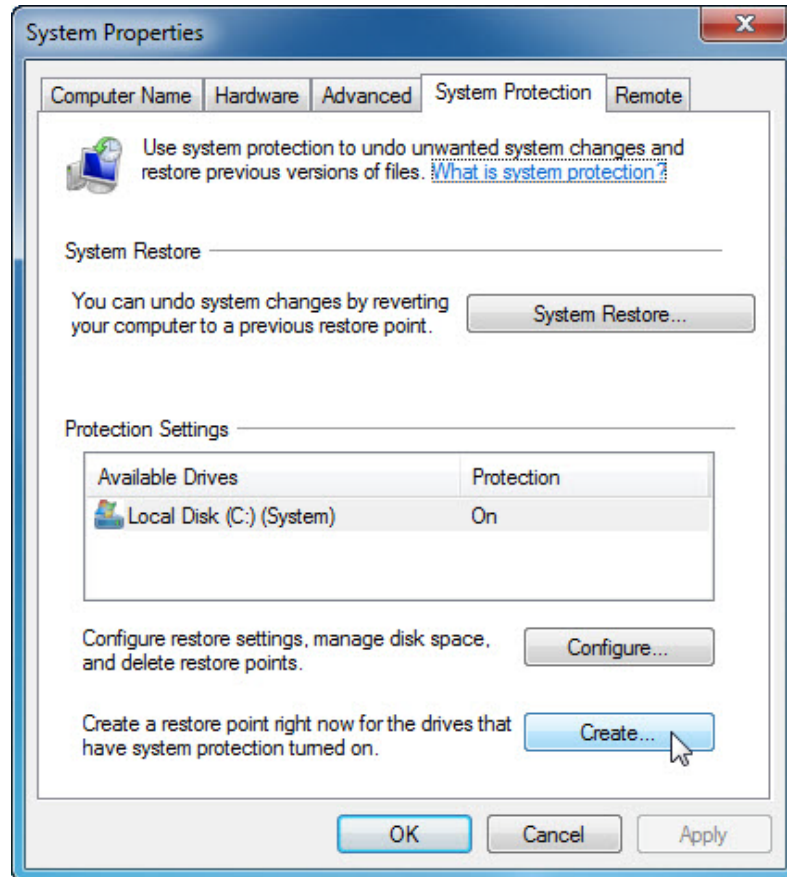 System Properties
Computer Name Hardware Advanced System Protection Remote
Use system protection to undo unwanted system changes and
restore previous versions of files. What is system protection?
System Restore
You can undo system changes by reverting
your computer to a previous restore point.
System Restore...
Protection Settings
Available Drives Protection
Local Disk (C:) (System) On
Configure restore settings, manage disk space,
and delete restore points.
Configure...
Create a restore point right now for the drives that
have system protection turned on.
Create...
OK Cancel Apply